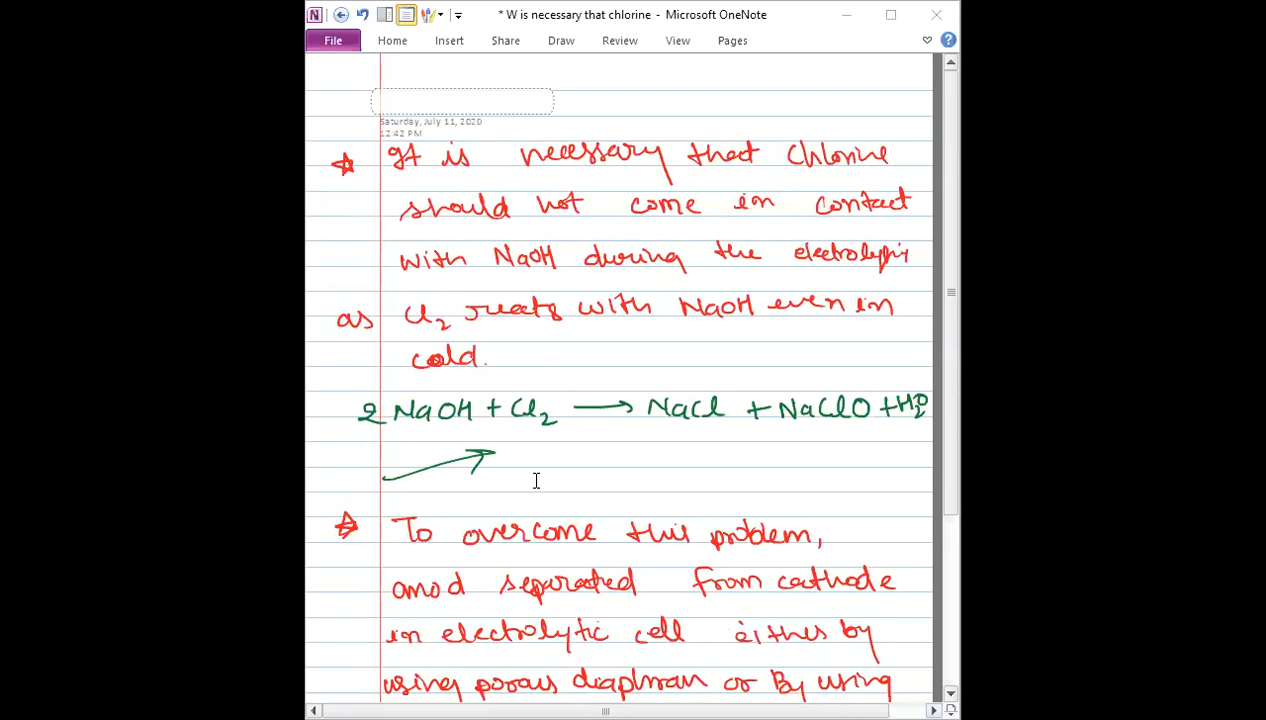 * W is necessary that chlorine - Microsoft OneNote
File Home Insert Share Draw Review View Pages
Saturday, July 11, 2020
12:42 PM
It is necessary that Chlorine
should not come in contact
with NaOH during the
as Cl2 reacts with NaOH even in
cold.
2 NaOH + Cl2 → NaCl + NaClO + H2O
To overcome this problem,
anod separated from cathode
in electrolytic cell either by
using porous diaphran or By using